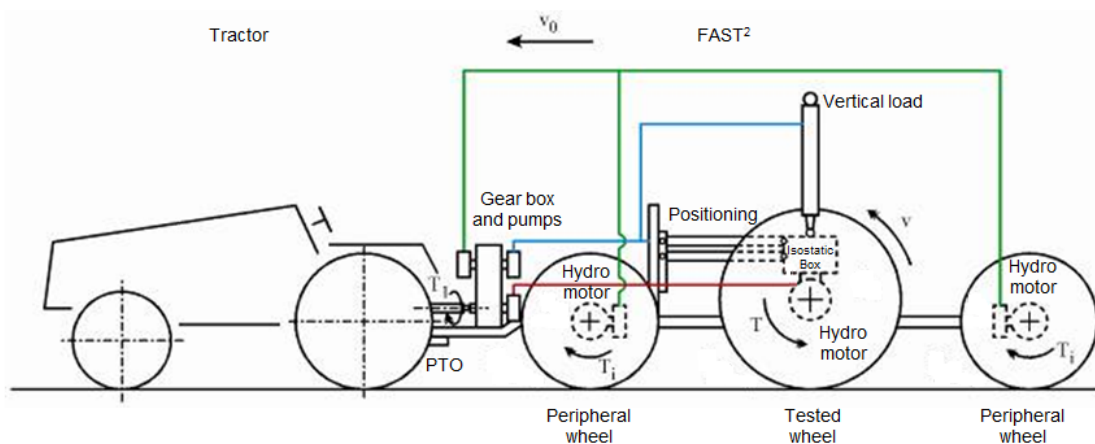 Tractor
v₀
FAST²
Vertical load
Gear box
and pumps
Positioning
v
Isostatic
Box
Hydro
motor
Hydro
motor
T₁
T
Hydro
motor
PTO
Tᵢ
Tᵢ
Peripheral
wheel
Tested
wheel
Peripheral
wheel